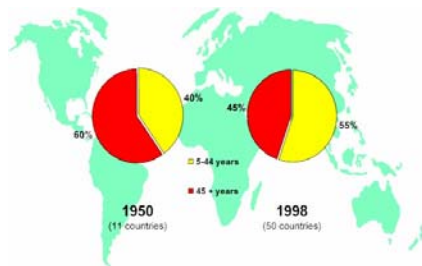 40%
60%
45%
55%
5-44 years
45 + years
1950
(11 countries)
1998
(50 countries)